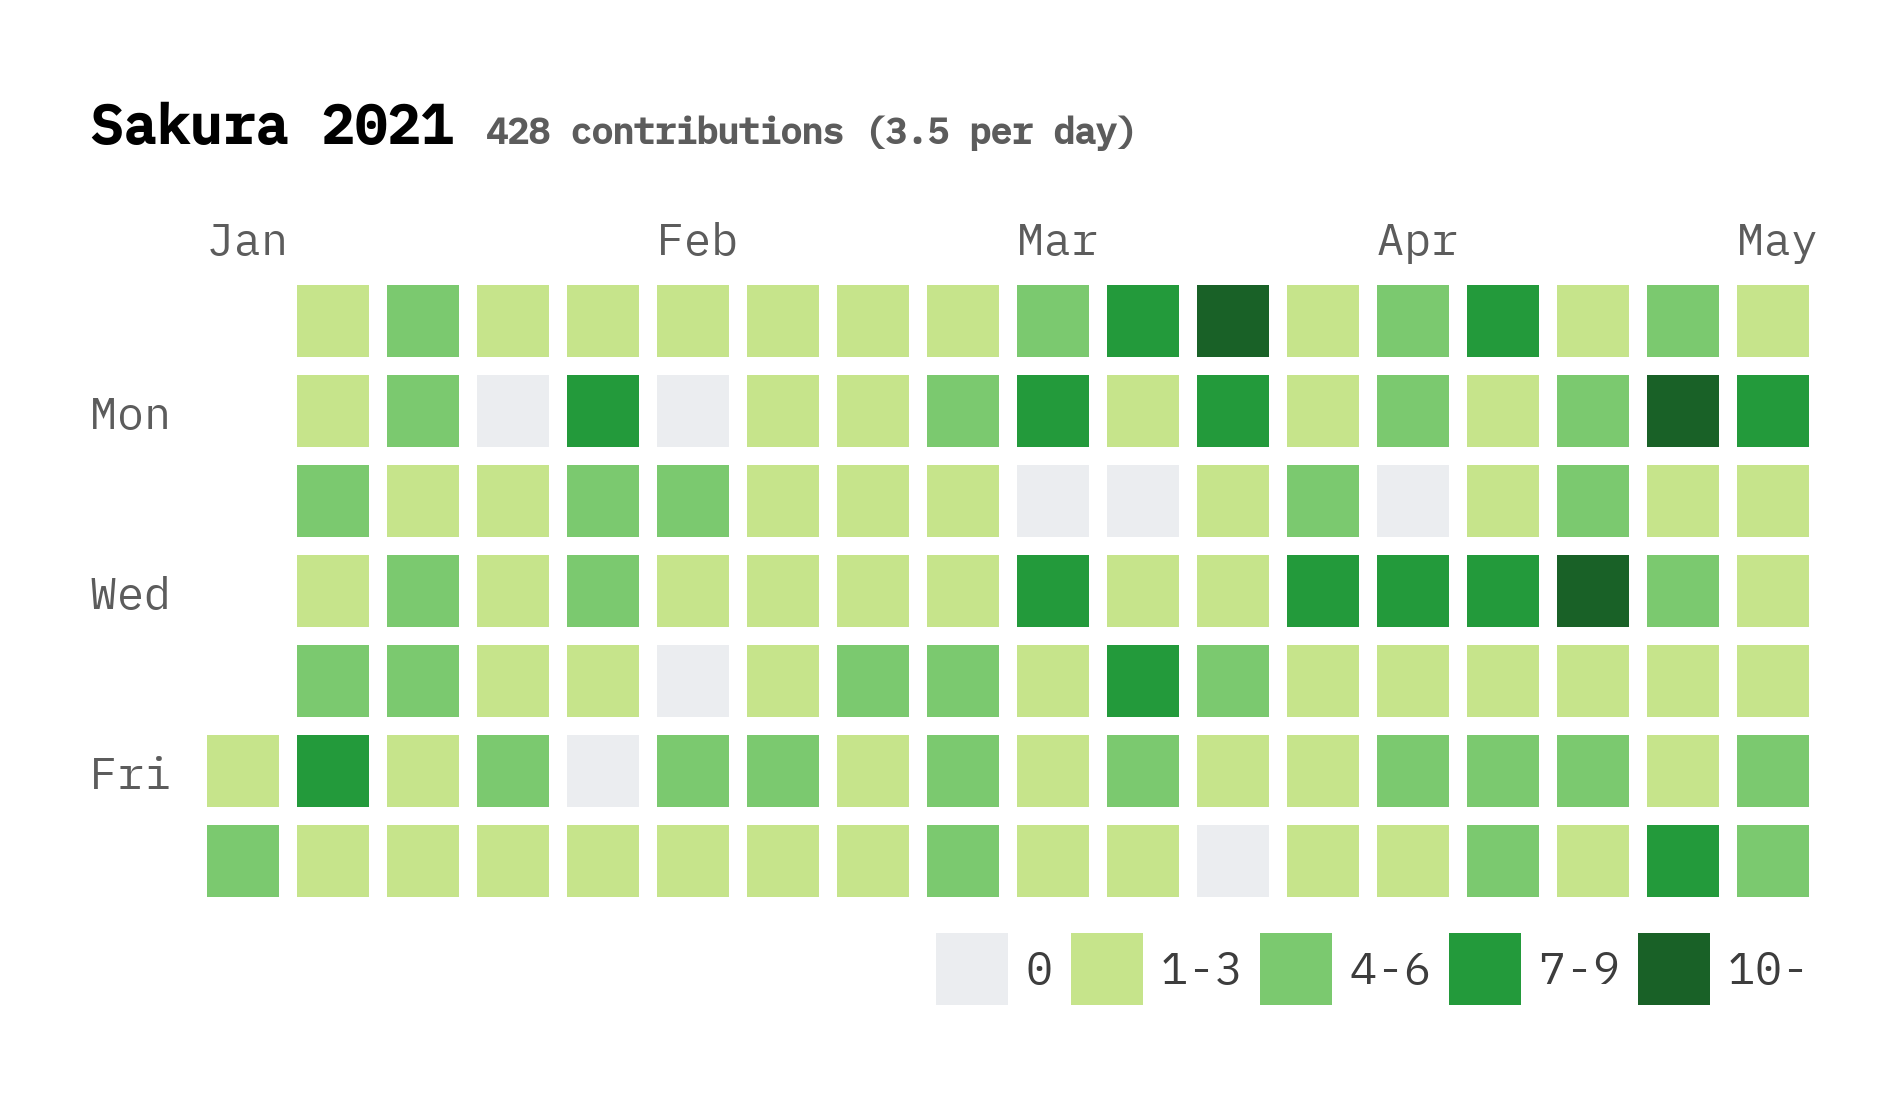 Sakura 2021 428 contributions (3.5 per day)
Jan Feb Mar Apr May
Mon
Wed
Fri
0 1-3 4-6 7-9 10-